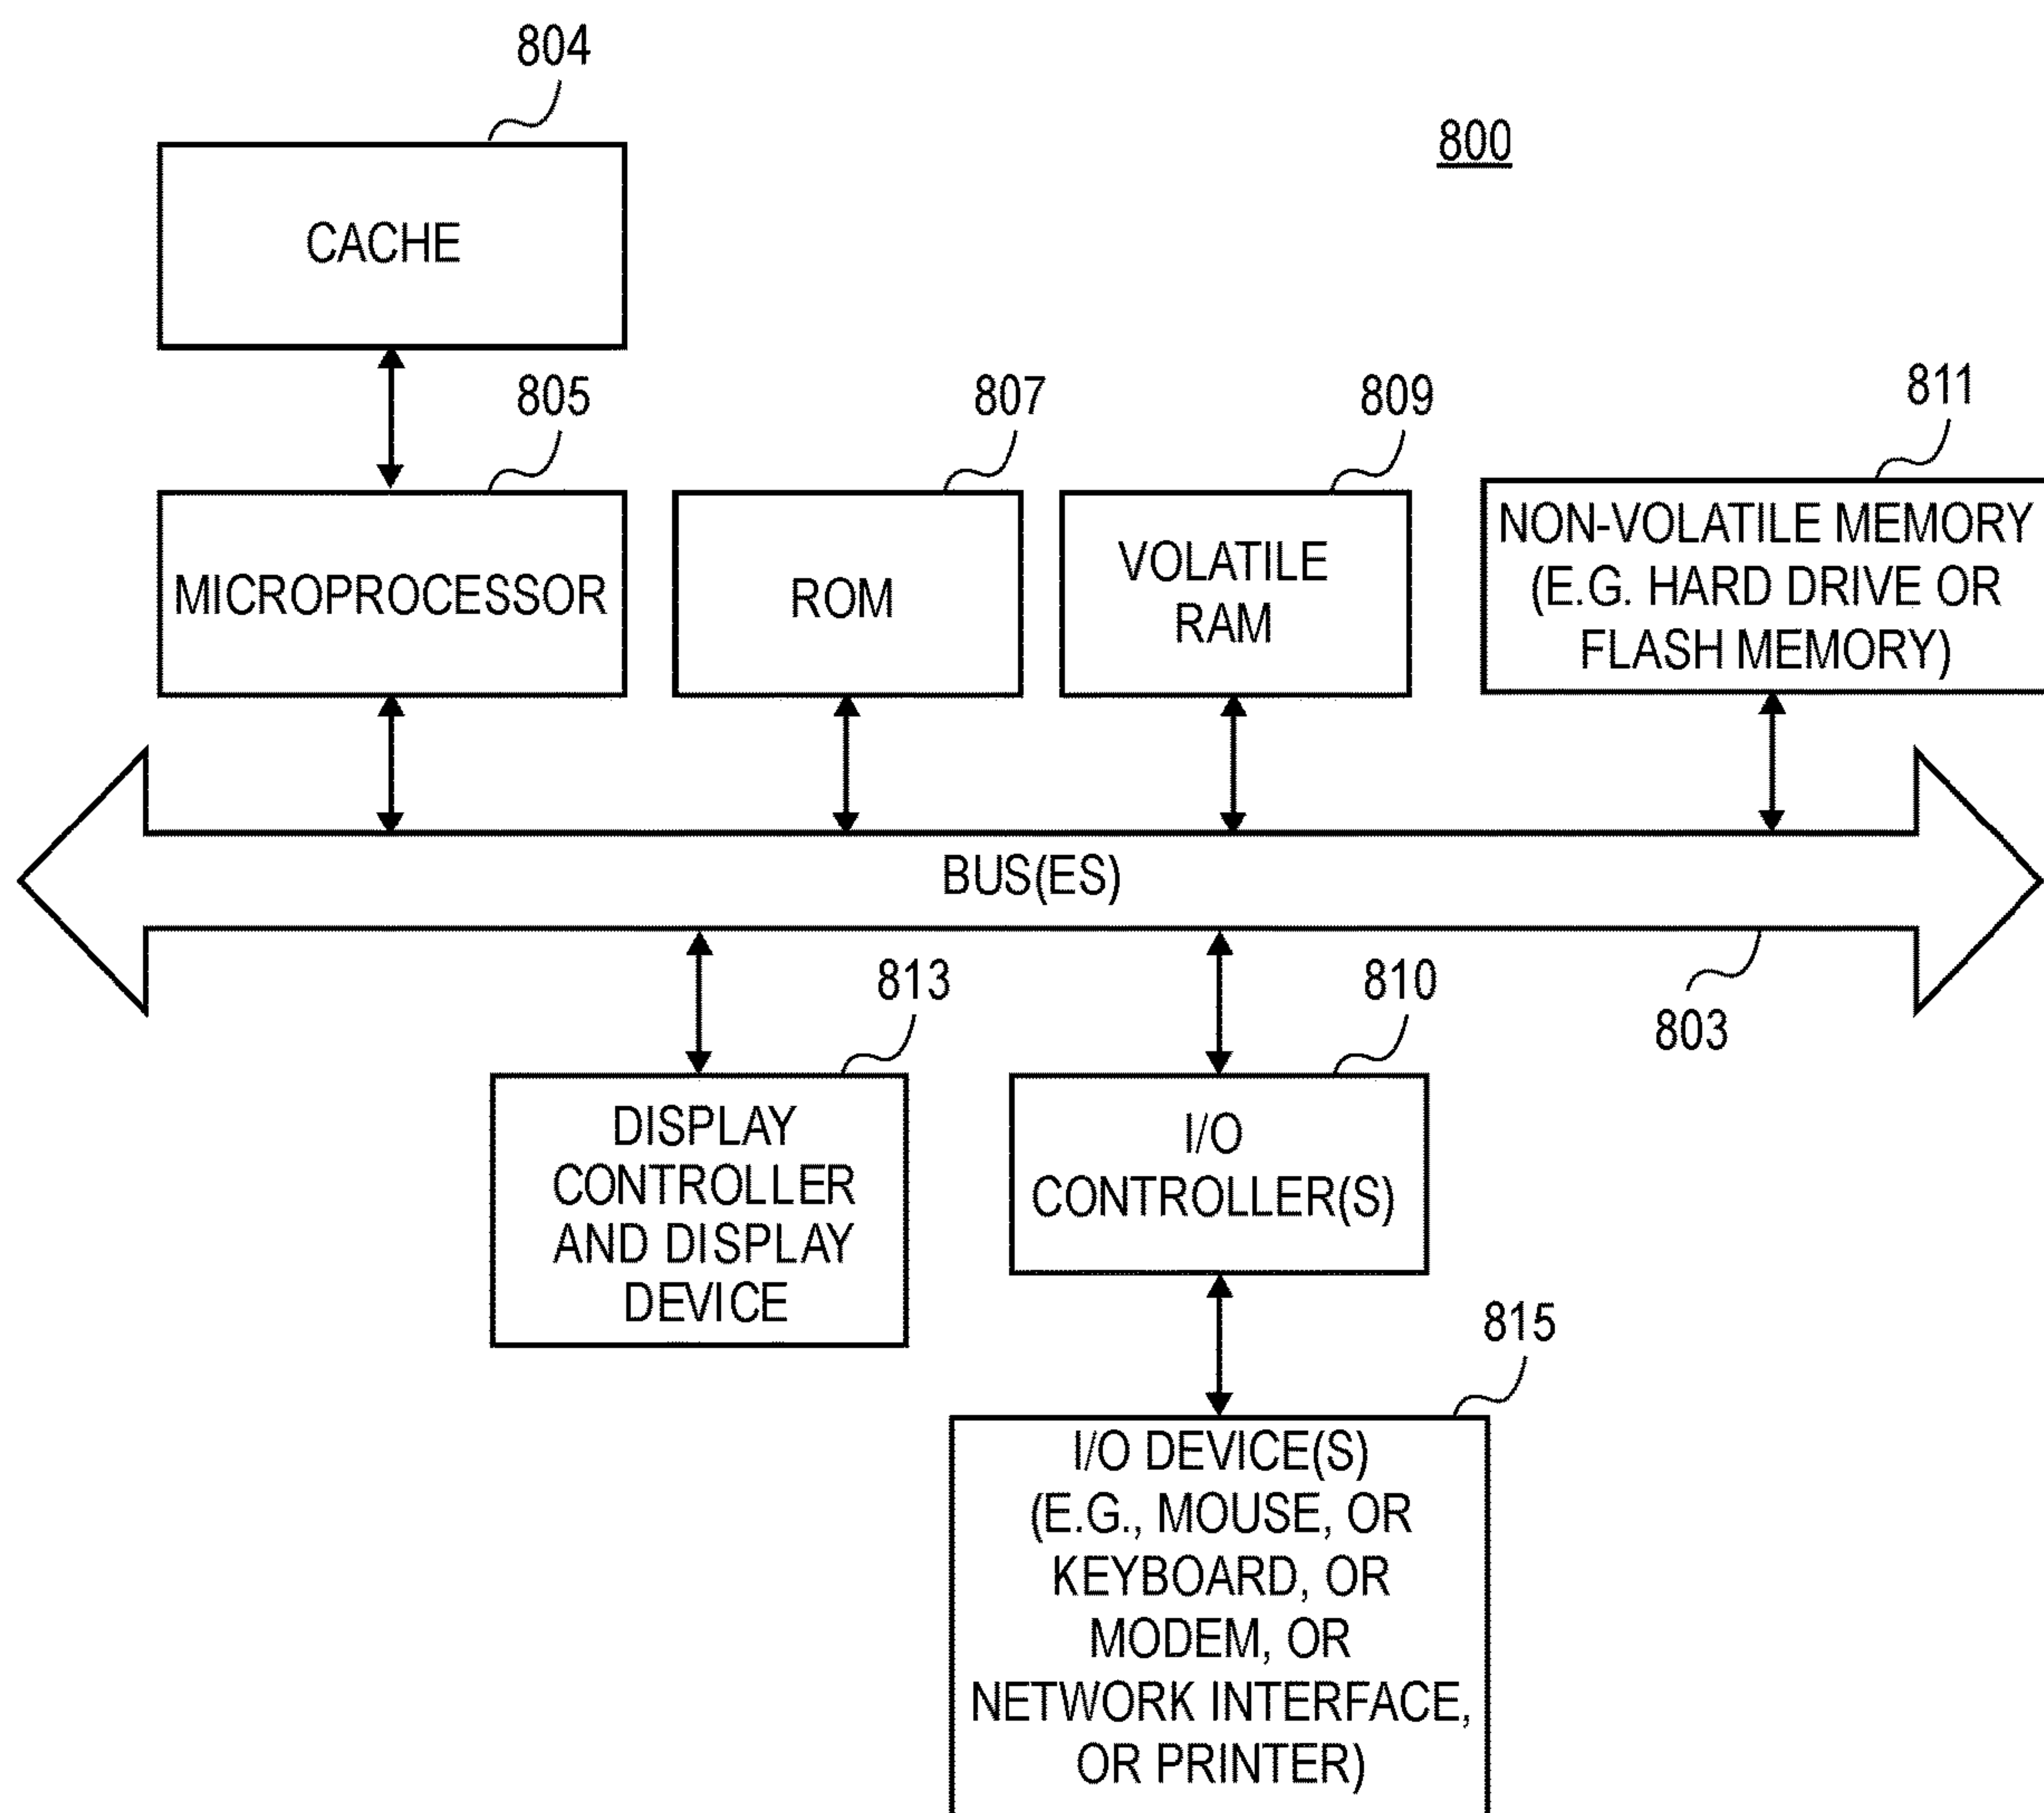 804
800
CACHE
805
807
809
811
MICROPROCESSOR
ROM
VOLATILE
RAM
NON-VOLATILE MEMORY
(E.G. HARD DRIVE OR
FLASH MEMORY)
BUS(ES)
803
813
810
DISPLAY
CONTROLLER
AND DISPLAY
DEVICE
I/O
CONTROLLER(S)
815
I/O DEVICE(S)
(E.G., MOUSE, OR
KEYBOARD, OR
MODEM, OR
NETWORK INTERFACE,
OR PRINTER)